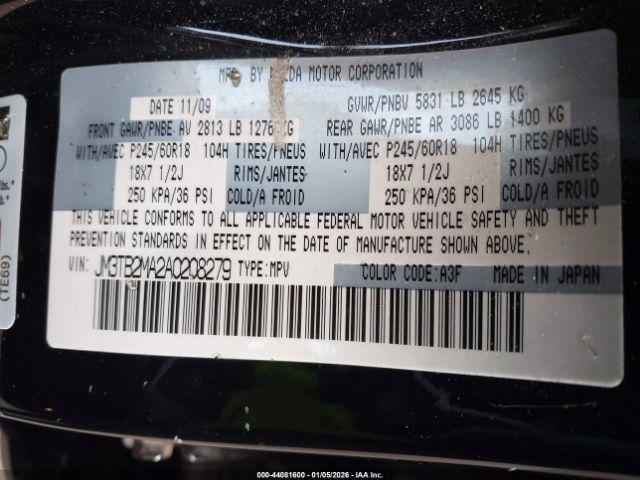 MFD BY MAZDA MOTOR CORPORATION
DATE 11/09 GVWR/PNBV 5831 LB 2645 KG
FRONT GAWR/PNBE AV 2813 LB 1276 KG REAR GAWR/PNBE AR 3086 LB 1400 KG
WITH/AVEC P245/60R18 104H TIRES/PNEUS WITH/AVEC P245/60R18 104H TIRES/PNEUS
18X7 1/2J RIMS/JANTES 18X7 1/2J RIMS/JANTES
250 KPA/36 PSI COLD/A FROID 250 KPA/36 PSI COLD/A FROID
THIS VEHICLE CONFORMS TO ALL APPLICABLE FEDERAL MOTOR VEHICLE SAFETY AND THEFT
PREVENTION STANDARDS IN EFFECT ON THE DATE OF MANUFACTURE SHOWN ABOVE.
VIN: JM3TB2MA2A0208279 TYPE:MPV COLOR CODE:A3F MADE IN JAPAN
(TE69)
000-44081600 - 01/05/2026 - IAA Inc.